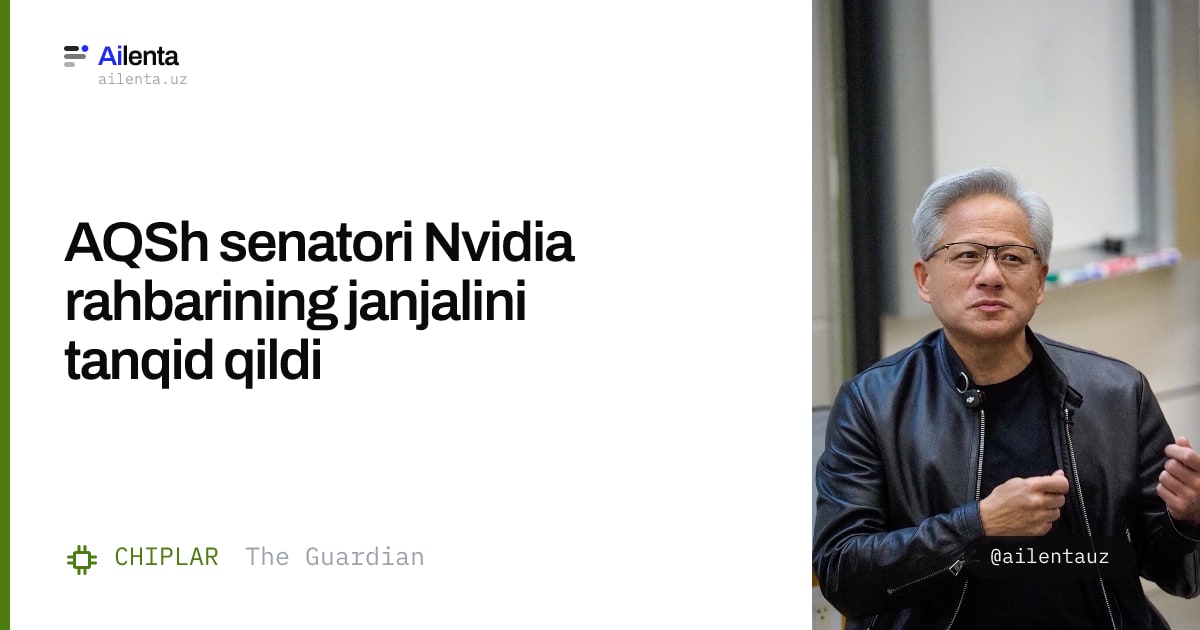 Ailenta
ailenta.uz
AQSh senatori Nvidia
rahbarining janjalini
tanqid qildi
CHIPLAR The Guardian
@ailentauz